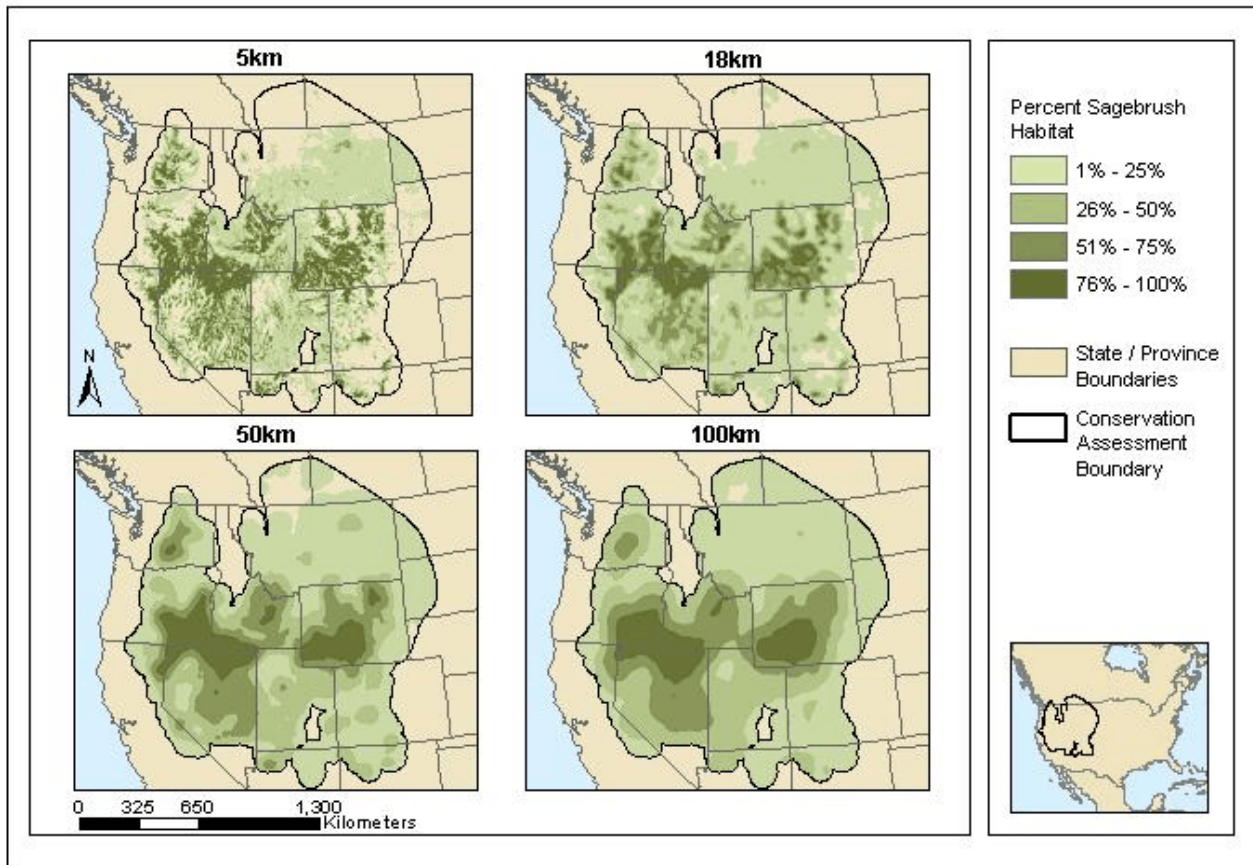 5km
18km
N
50km
100km
0 325 650 1,300
Kilometers
Percent Sagebrush
Habitat
1% - 25%
26% - 50%
51% - 75%
76% - 100%
State / Province
Boundaries
Conservation
Assessment
Boundary